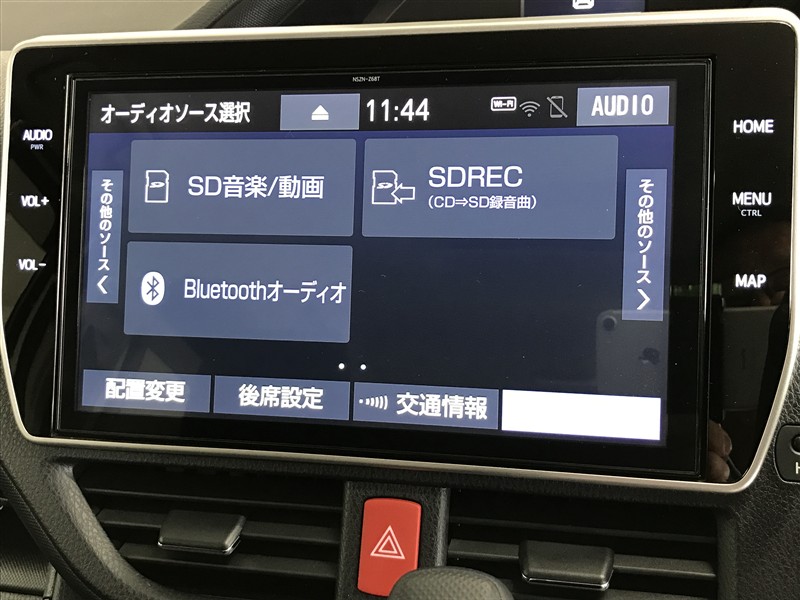 NSZN-Z68T
オーディオソース選択
11:44
Wi-Fi
AUDIO
AUDIO
PWR
VOL+
VOL-
HOME
MENU
CTRL
MAP
その他のソース
SD音楽/動画
SDREC
(CD⇒SD録音曲)
その他のソース
Bluetoothオーディオ
配置変更
後席設定
交通情報
H